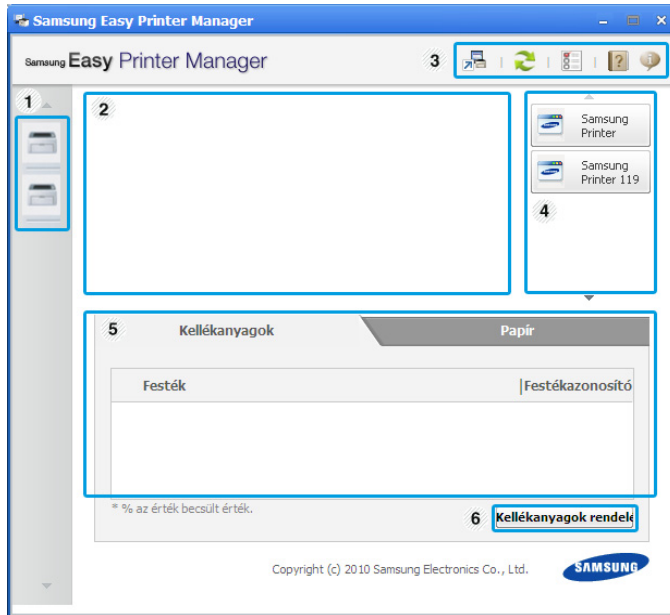 Samsung Easy Printer Manager
Samsung Easy Printer Manager
3
1
2
Samsung
Printer
Samsung
Printer 119
4
5
Kellékanyagok
Papír
Festék
Festékazonosító
* % az érték becsült érték.
6
Kellékanyagok rendele
Copyright (c) 2010 Samsung Electronics Co., Ltd.
SAMSUNG